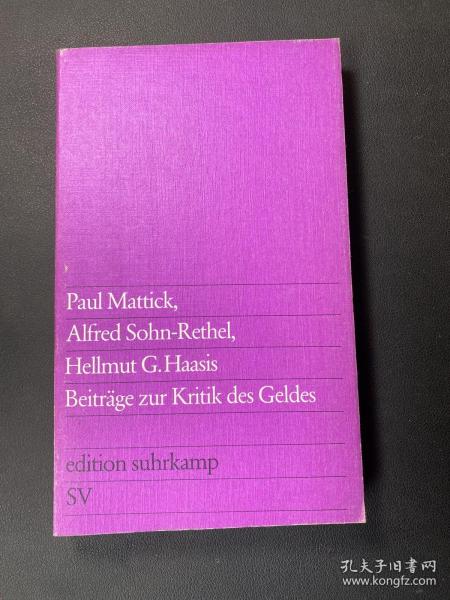 Paul Mattick,
Alfred Sohn-Rethel,
Hellmut G. Haasis
Beiträge zur Kritik des Geldes
edition suhrkamp
SV
孔夫子旧书网
www.kongfz.com